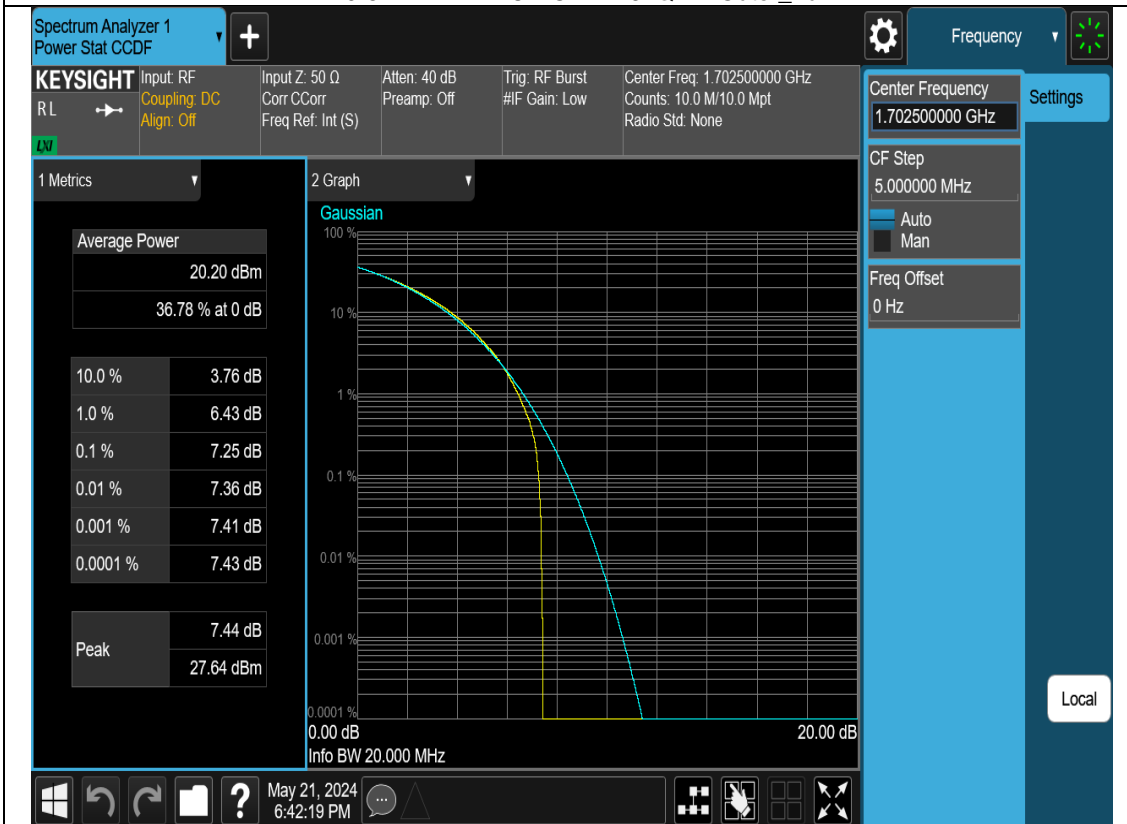 Spectrum Analyzer 1
Power Stat CCDF
Frequency
KEYSIGHT
R L
LXI
Input: RF
Coupling: DC
Align: Off
Input Z: 50 Ω
Corr CCorr
Freq Ref: Int (S)
Atten: 40 dB
Preamp: Off
Trig: RF Burst
#IF Gain: Low
Center Freq: 1.702500000 GHz
Counts: 10.0 M/10.0 Mpt
Radio Std: None
Center Frequency
1.702500000 GHz
Settings
CF Step
5.000000 MHz
Auto
Man
Freq Offset
0 Hz
1 Metrics
Average Power
20.20 dBm
36.78 % at 0 dB
10.0 % 3.76 dB
1.0 % 6.43 dB
0.1 % 7.25 dB
0.01 % 7.36 dB
0.001 % 7.41 dB
0.0001 % 7.43 dB
Peak
7.44 dB
27.64 dBm
2 Graph
Gaussian
100 %
10 %
1 %
0.1 %
0.01 %
0.001 %
0.0001 %
0.00 dB 20.00 dB
Info BW 20.000 MHz
Local
May 21, 2024
6:42:19 PM